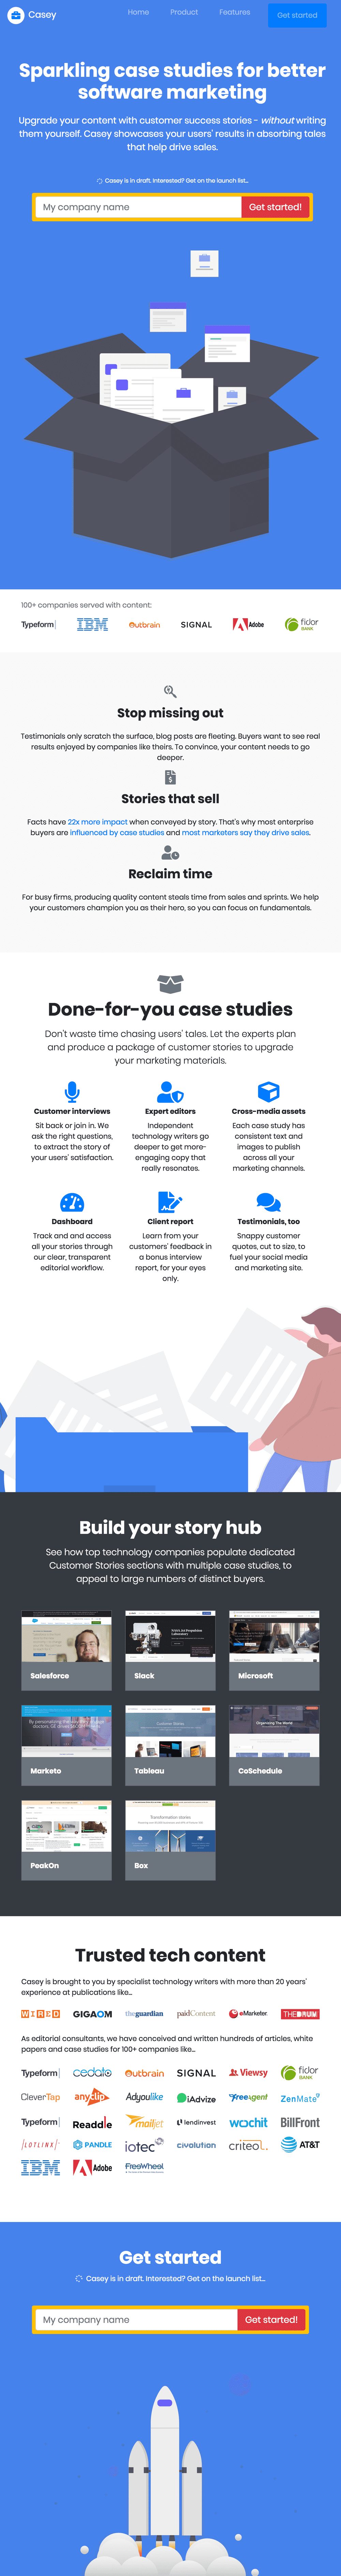 Casey
Home Product Features Get started
Sparkling case studies for better
software marketing
Upgrade your content with customer success stories - without writing
them yourself. Casey showcases your users' results in absorbing tales
that help drive sales.
Casey is in draft. Interested? Get on the launch list...
My company name Get started!
100+ companies served with content:
Typeform IBM Outbrain SIGNAL Adobe fidor BANK
Stop missing out
Testimonials only scratch the surface, blog posts are fleeting. Buyers want to see real
results enjoyed by companies like theirs. To convince, your content needs to go
deeper.
Stories that sell
Facts have 22x more impact when conveyed by story. That's why most enterprise
buyers are influenced by case studies and most marketers say they drive sales.
Reclaim time
For busy firms, producing quality content steals time from sales and sprints. We help
your customers champion you as their hero, so you can focus on fundamentals.
Done-for-you case studies
Don't waste time chasing users' tales. Let the experts plan
and produce a package of customer stories to upgrade
your marketing materials.
Customer interviews
Sit back or join in. We
ask the right questions,
to extract the story of
your users' satisfaction.
Expert editors
Independent
technology writers go
deeper to get more-
engaging copy that
really resonates.
Cross-media assets
Each case study has
consistent text and
images to publish
across all your
marketing channels.
Dashboard
Track and and access
all your stories through
our clear, transparent
editorial workflow.
Client report
Learn from your
customers' feedback in
a bonus interview
report, for your eyes
only.
Testimonials, too
Snappy customer
quotes, cut to size, to
fuel your social media
and marketing site.
Build your story hub
See how top technology companies populate dedicated
Customer Stories sections with multiple case studies, to
appeal to large numbers of distinct buyers.
Salesforce
Slack
Microsoft
Marketo
Customer Stories
Tableau
Organizing The World
CoSchedule
PeakOn
Transformation stories
Box
Trusted tech content
Casey is brought to you by specialist technology writers with more than 20 years'
experience at publications like...
WIRED GIGAOM theguardian paidContent eMarketer. THE DRUM
As editorial consultants, we have conceived and written hundreds of articles, white
papers and case studies for 100+ companies like...
Typeform cedato Outbrain SIGNAL Viewsy fidor BANK
CleverTap anyclip Adyoulike iAdvize freeagent ZenMate
Typeform Readdle mailjet lendinvest woochit BillFront
/LOTLINX/ PANDLE iotec civolution criteo AT&T
IBM Adobe FreeWheel
Get started
Casey is in draft. Interested? Get on the launch list...
My company name Get started!